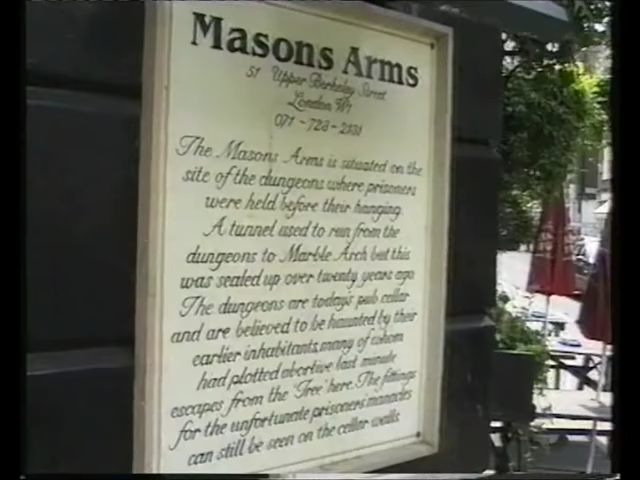 Masons Arms
51 Upper Berkeley Street
London W1
071-723-2131
The Masons Arms is situated on the
site of the dungeons where prisoners
were held before their hanging
A tunnel used to run from the
dungeons to Marble Arch but this
was sealed up over twenty years ago.
The dungeons are today's pub cellar
and are believed to be haunted by their
earlier inhabitants, many of whom
had plotted abortive last minute
escapes from the 'Tree' here. The fittings
for the unfortunate prisoners manacles
can still be seen on the cellar walls.